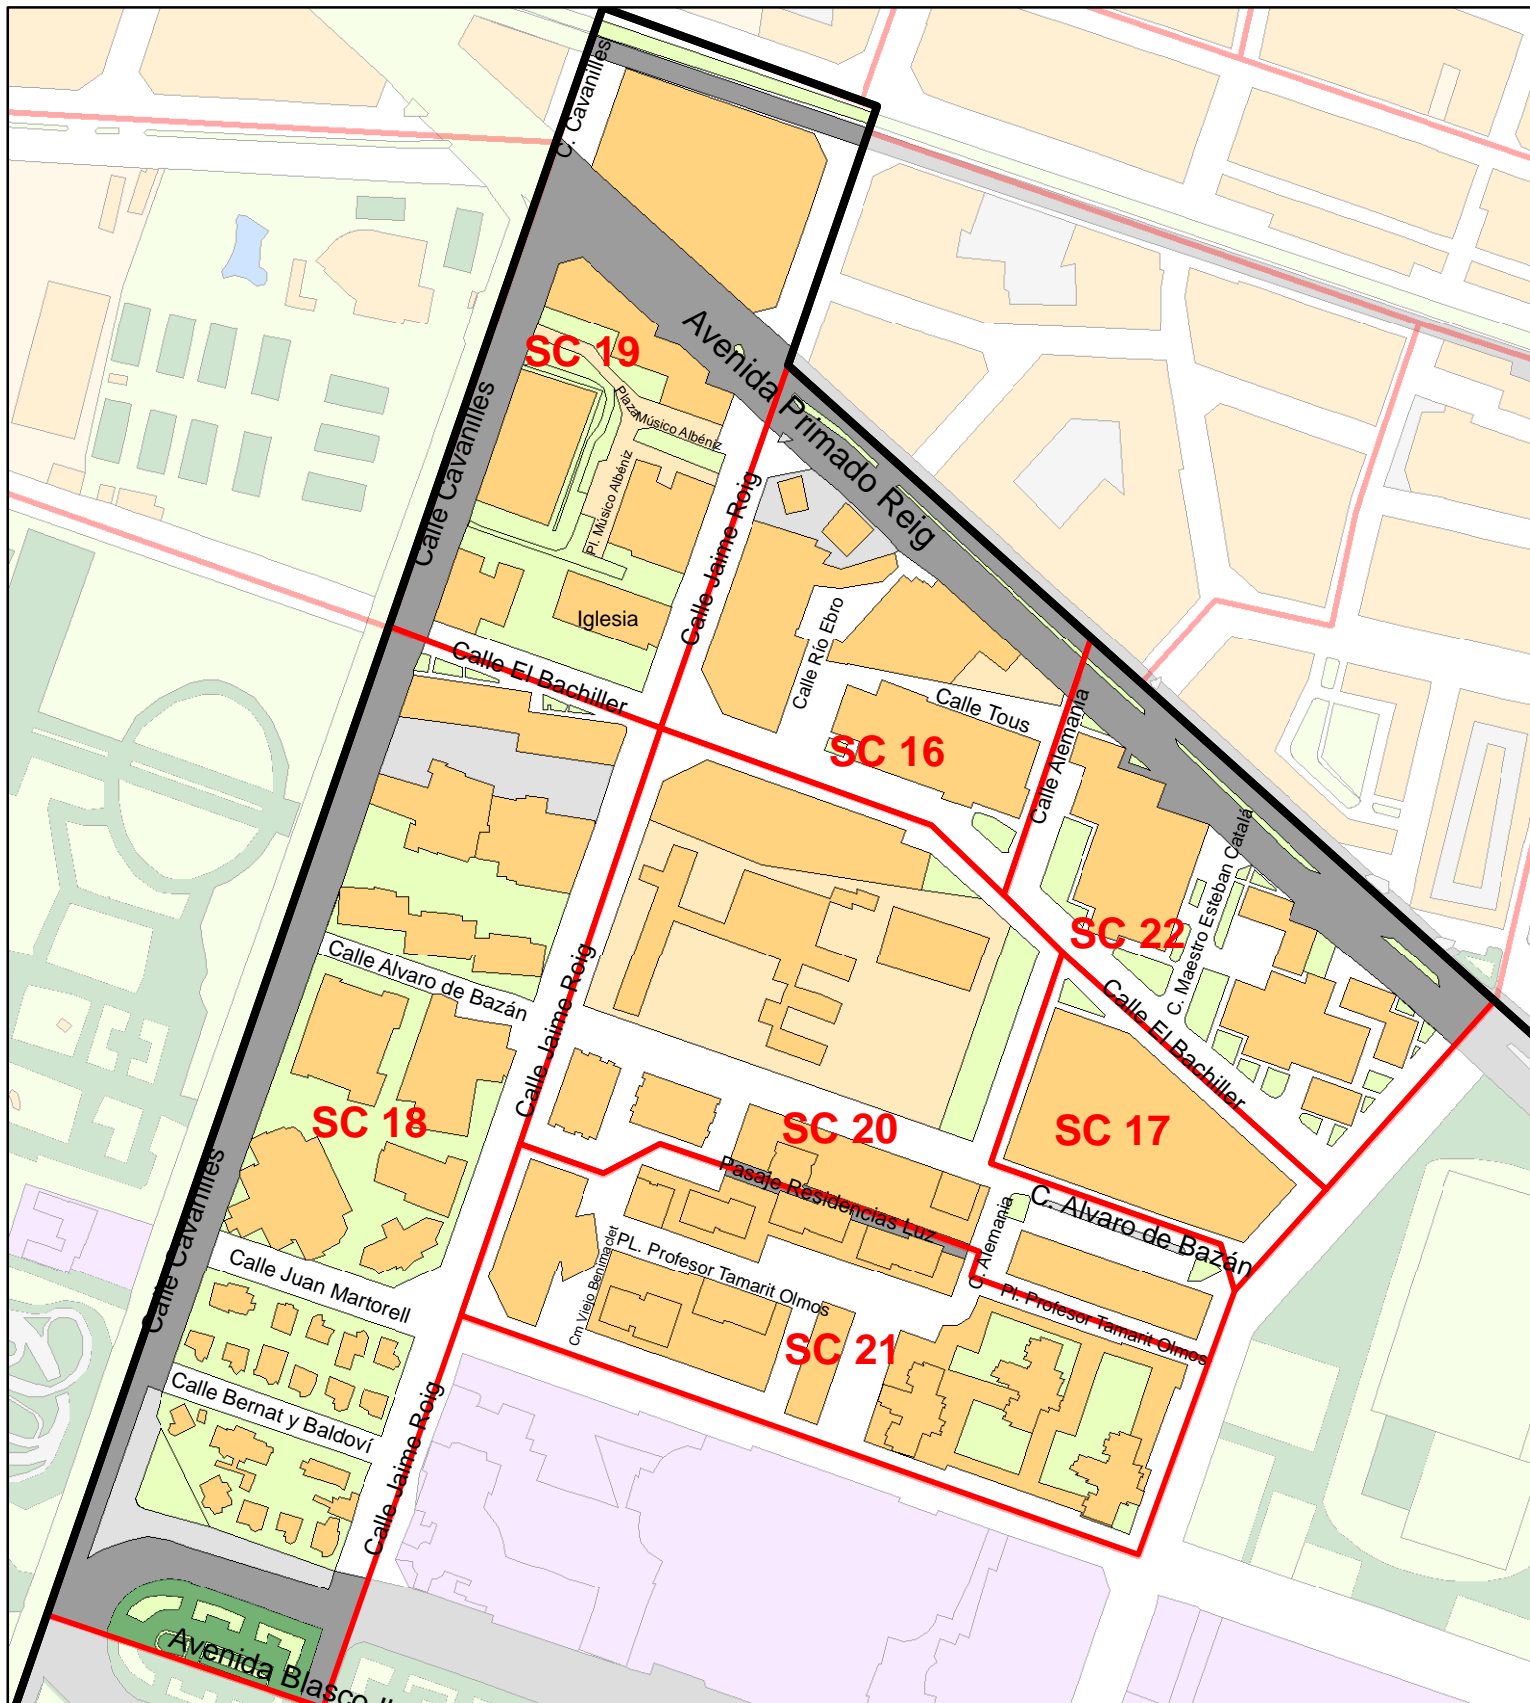 C. Cavanilles
SC 19
Avenida Primado Reig
Plaza
Músico Albéniz
Calle Cavanilles
Pl. Músico Albéniz
Calle Jaime Roig
Iglesia
Calle Río Ebro
Calle El Bachiller
Calle Tous
SC 16
Calle Alemania
C. Maestro Esteban Catalá
SC 22
Calle Alvaro de Bazán
Calle El Bachiller
Calle Jaime Roig
SC 18
SC 20
SC 17
Pasaje Residencias Luz
C. Alvaro de Bazán
C. Alemania
Calle Cavanilles
Calle Juan Martorell
Cm Viejo Benimaclet
PL. Profesor Tamarit Olmos
Pl. Profesor Tamarit Olmos
SC 21
Calle Bernat y Baldoví
Calle Jaime Roig
Avenida Blasco